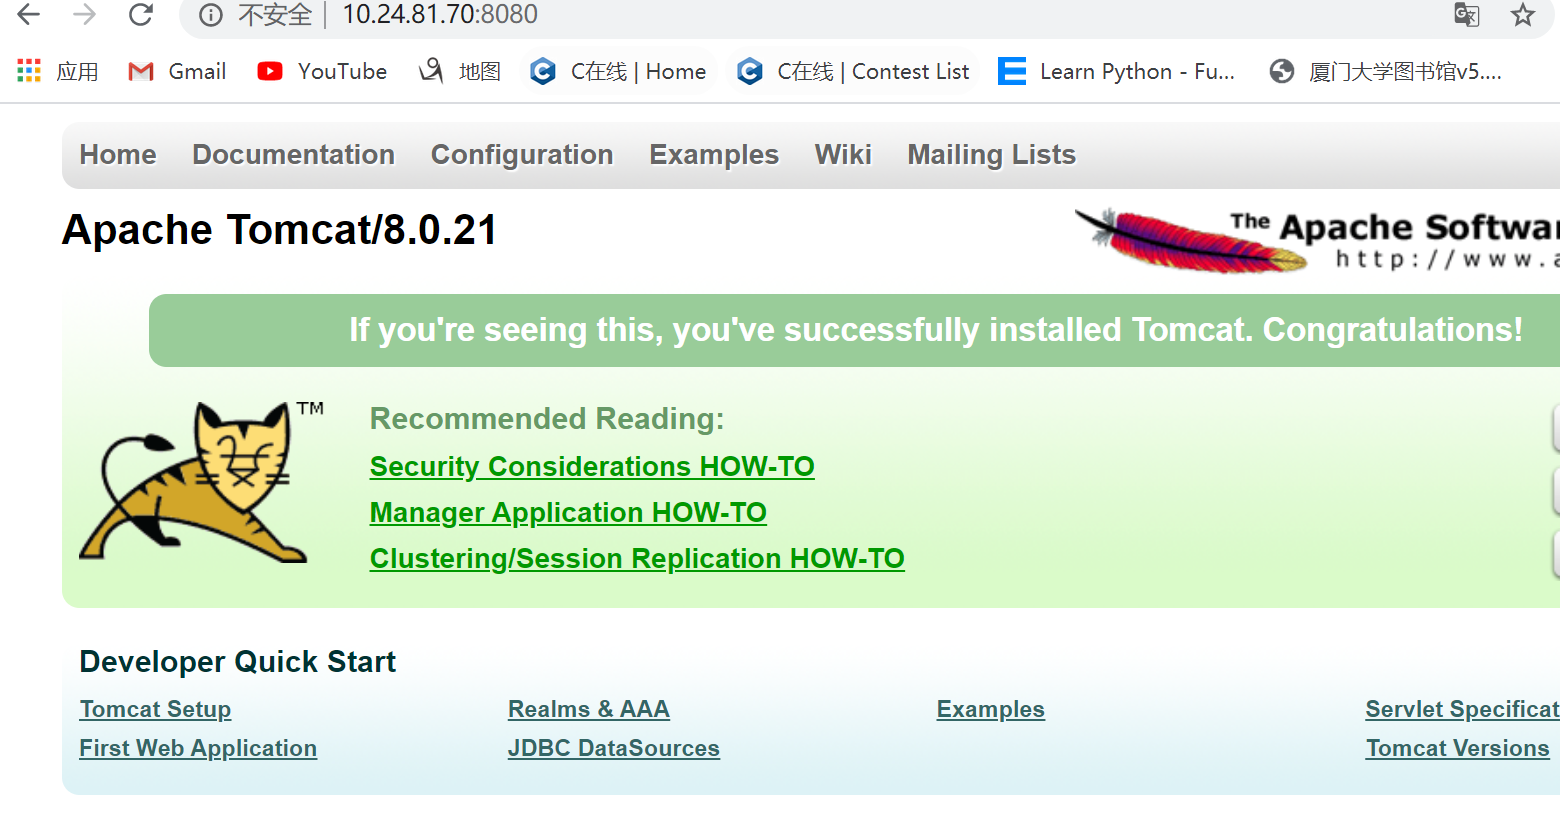 不安全 10.24.81.70:8080
应用 Gmail YouTube 地图 C在线 | Home C在线 | Contest List Learn Python - Fu... 厦门大学图书馆v5....
Home Documentation Configuration Examples Wiki Mailing Lists
Apache Tomcat/8.0.21
The Apache Softwar
http://www.a
If you're seeing this, you've successfully installed Tomcat. Congratulations!
TM
Recommended Reading:
Security Considerations HOW-TO
Manager Application HOW-TO
Clustering/Session Replication HOW-TO
Developer Quick Start
Tomcat Setup Realms & AAA Examples Servlet Specificat
First Web Application JDBC DataSources Tomcat Versions